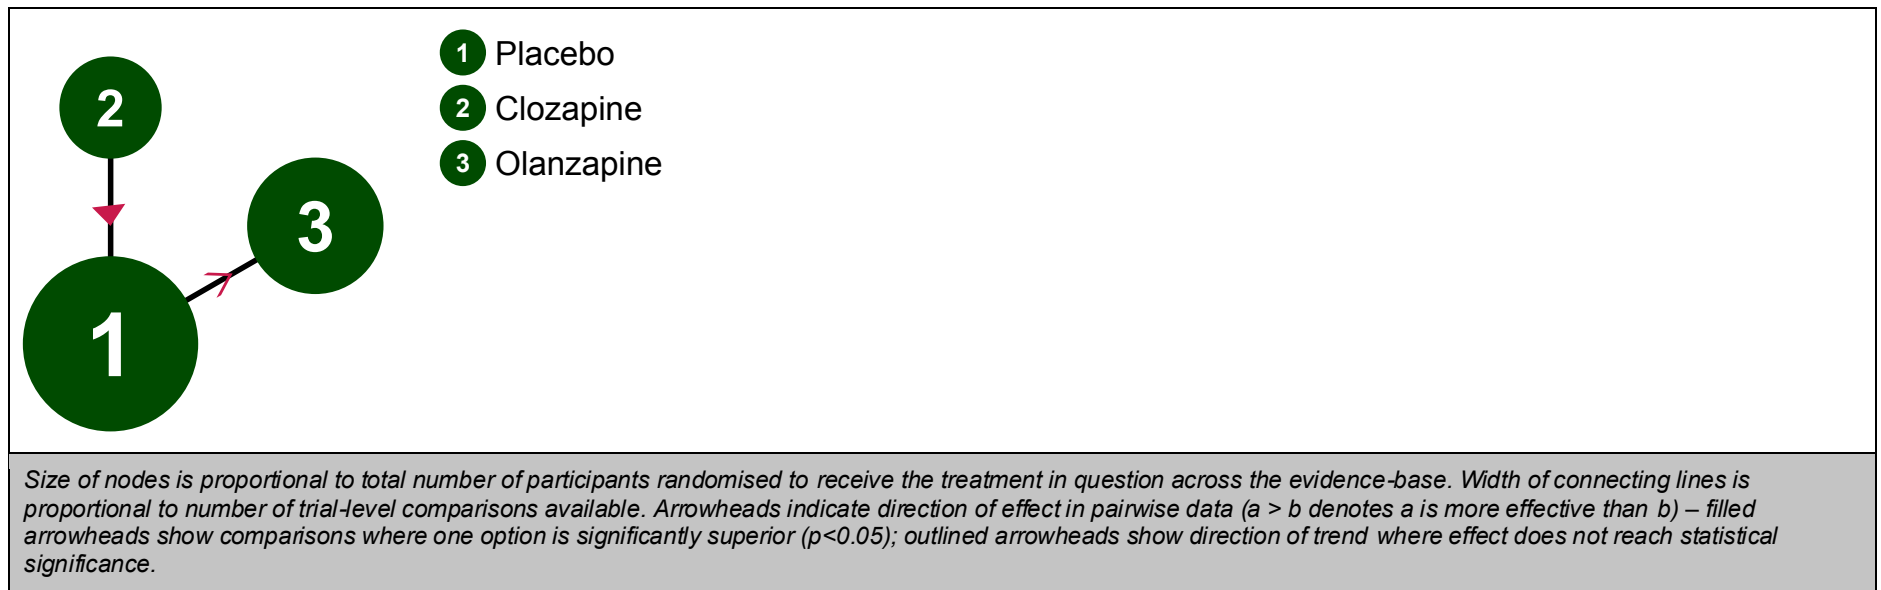 1 Placebo
2 Clozapine
3 Olanzapine
2
3
1
Size of nodes is proportional to total number of participants randomised to receive the treatment in question across the evidence-base. Width of connecting lines is
proportional to number of trial-level comparisons available. Arrowheads indicate direction of effect in pairwise data (a > b denotes a is more effective than b) – filled
arrowheads show comparisons where one option is significantly superior (p<0.05); outlined arrowheads show direction of trend where effect does not reach statistical
significance.